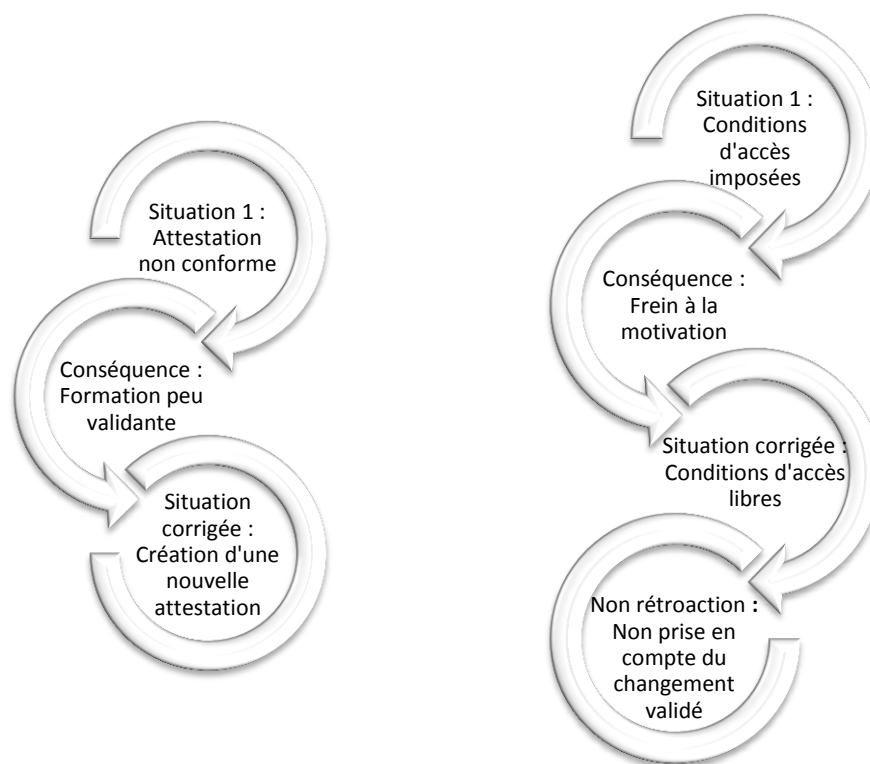 Situation 1 :
Attestation
non conforme
Conséquence :
Formation peu
validante
Situation
corrigée :
Création d'une
nouvelle
attestation
Situation 1 :
Conditions
d'accès
imposées
Conséquence :
Frein à la
motivation
Situation corrigée :
Conditions d'accès
libres
Non rétroaction :
Non prise en
compte du
changement
validé